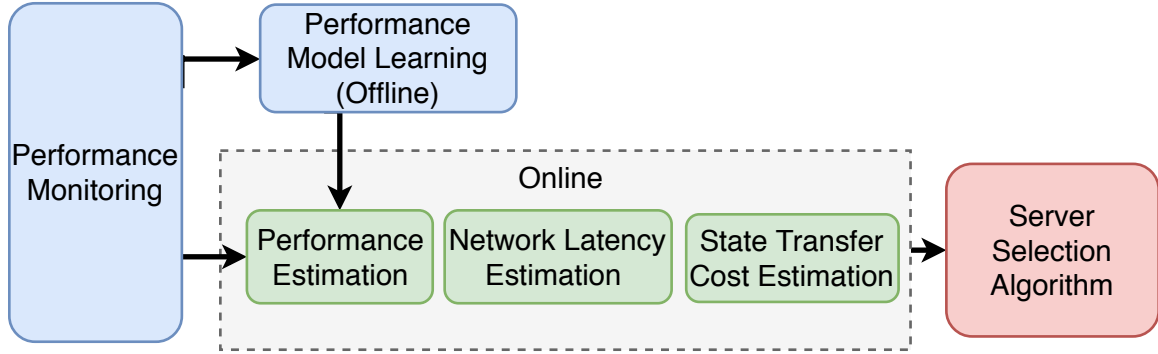 Performance
Monitoring
Performance
Model Learning
(Offline)
Online
Performance
Estimation
Network Latency
Estimation
State Transfer
Cost Estimation
Server
Selection
Algorithm